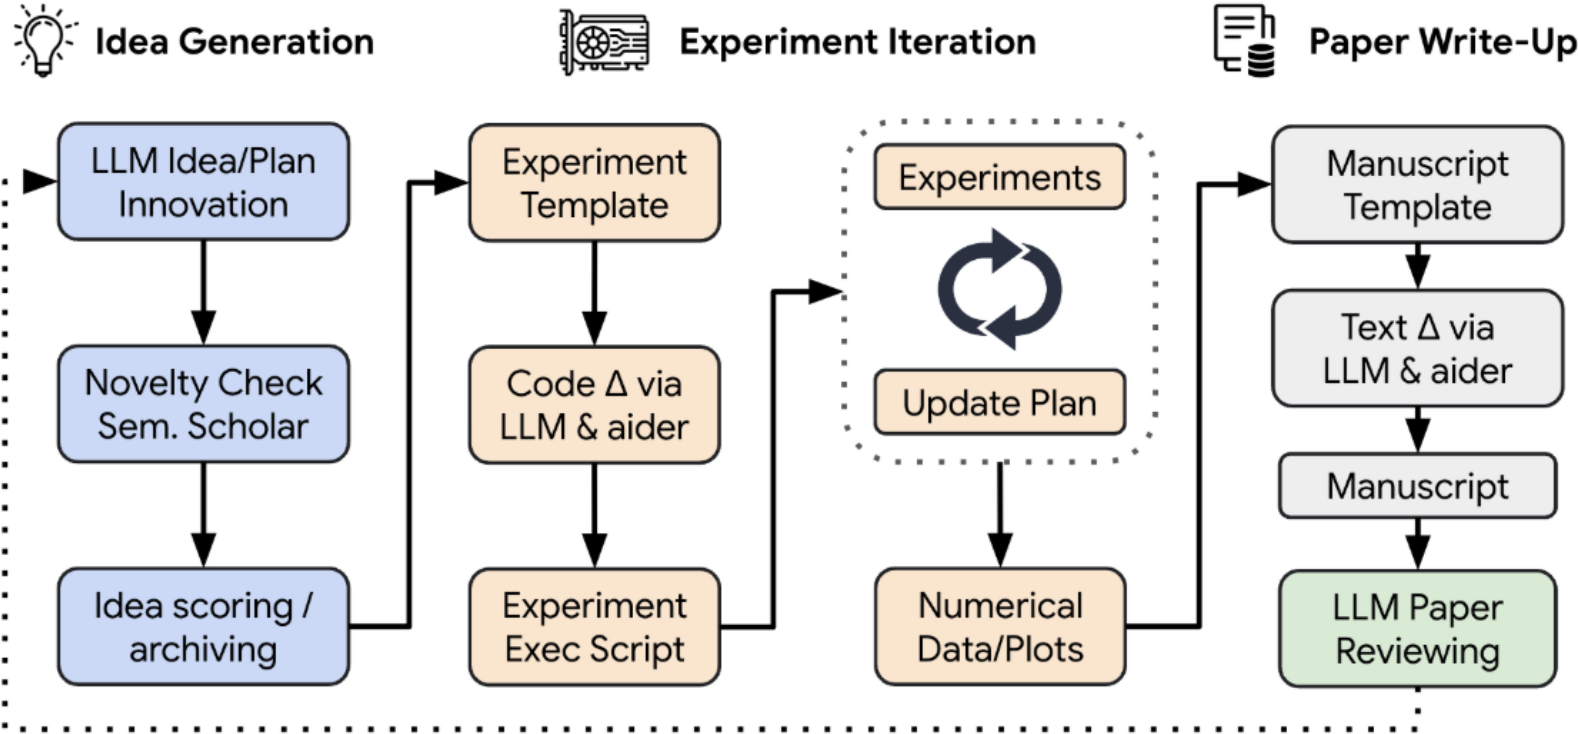 Idea Generation
Experiment Iteration
Paper Write-Up
LLM Idea/Plan
Innovation
Novelty Check
Sem. Scholar
Idea scoring /
archiving
Experiment
Template
Code Δ via
LLM & aider
Experiment
Exec Script
Experiments
Update Plan
Numerical
Data/Plots
Manuscript
Template
Text Δ via
LLM & aider
Manuscript
LLM Paper
Reviewing